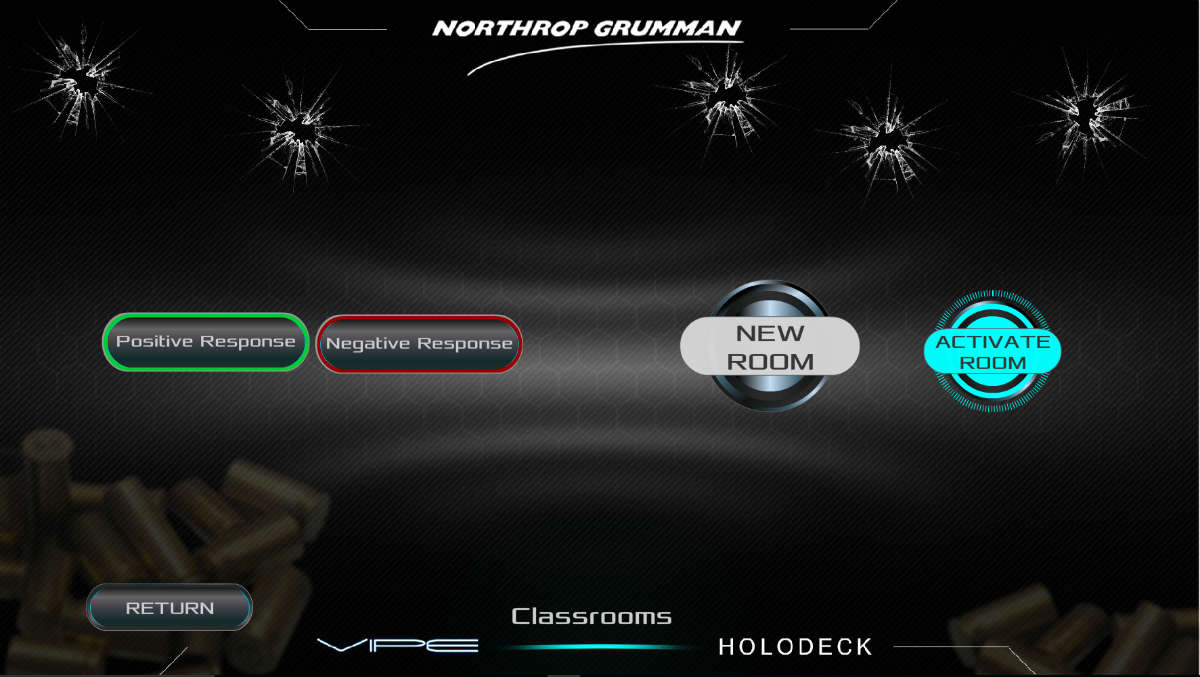 NORTHROP GRUMMAN
Positive Response
Negative Response
NEW
ROOM
ACTIVATE
ROOM
RETURN
Classrooms
VIPE
HOLODECK